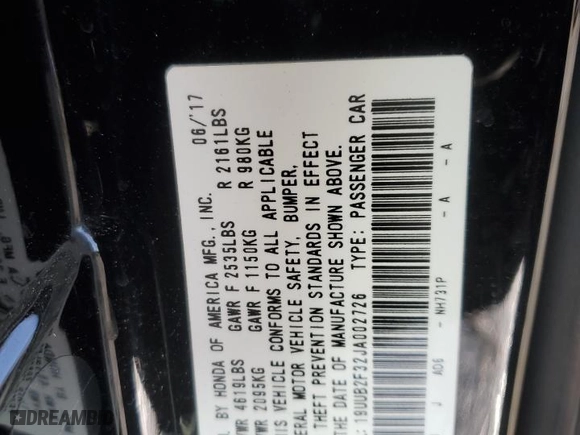 06/'17
BY HONDA OF AMERICA MFG., INC.
4619LBS GAWR F 2535LBS R 2161LBS
2095KG GAWR F 1150KG R 980KG
VEHICLE CONFORMS TO ALL APPLICABLE
MOTOR VEHICLE SAFETY, BUMPER,
THEFT PREVENTION STANDARDS IN EFFECT
DATE OF MANUFACTURE SHOWN ABOVE.
19UUB2F32JA002726 TYPE: PASSENGER CAR
J AD6 - NH731P - A - A
DREAMBID